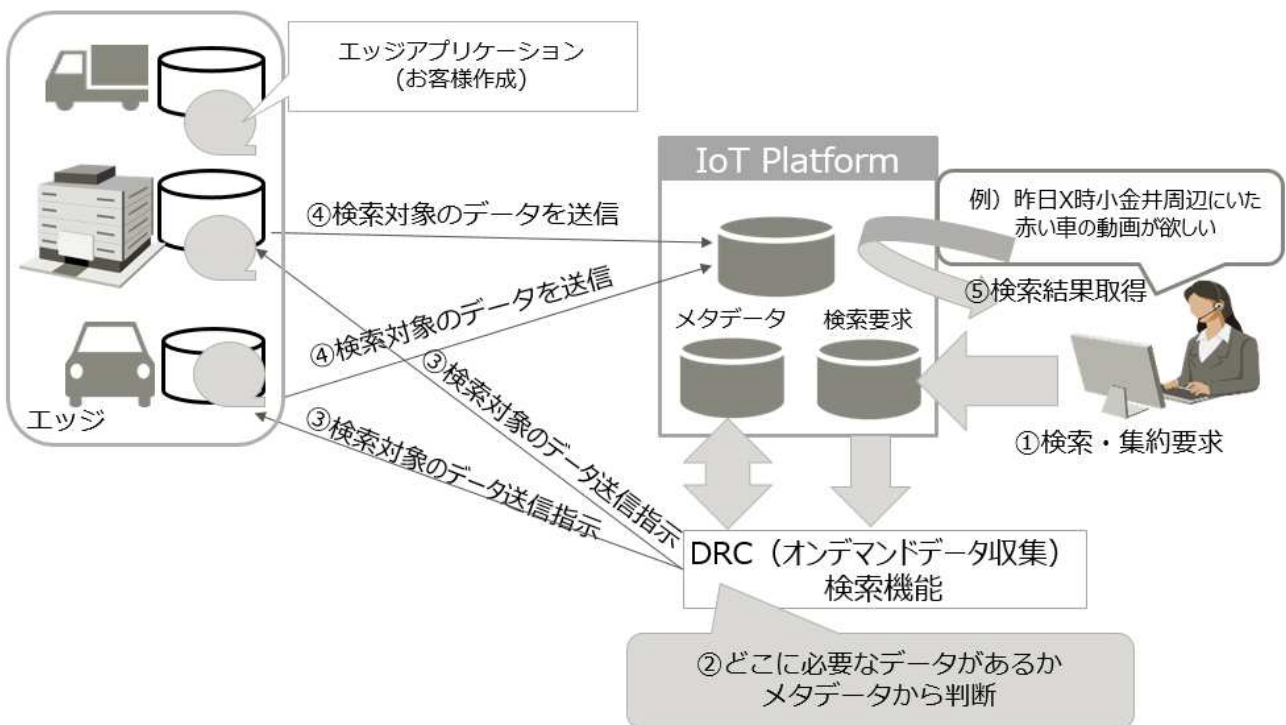 エッジアプリケーション
(お客様作成)
IoT Platform
例）昨日X時小金井周辺にいた
赤い車の動画が欲しい
④検索対象のデータを送信
④検索対象のデータを送信
⑤検索結果取得
メタデータ
検索要求
③検索対象のデータ送信指示
③検索対象のデータ送信指示
エッジ
①検索・集約要求
DRC（オンデマンドデータ収集）
検索機能
②どこに必要なデータがあるか
メタデータから判断